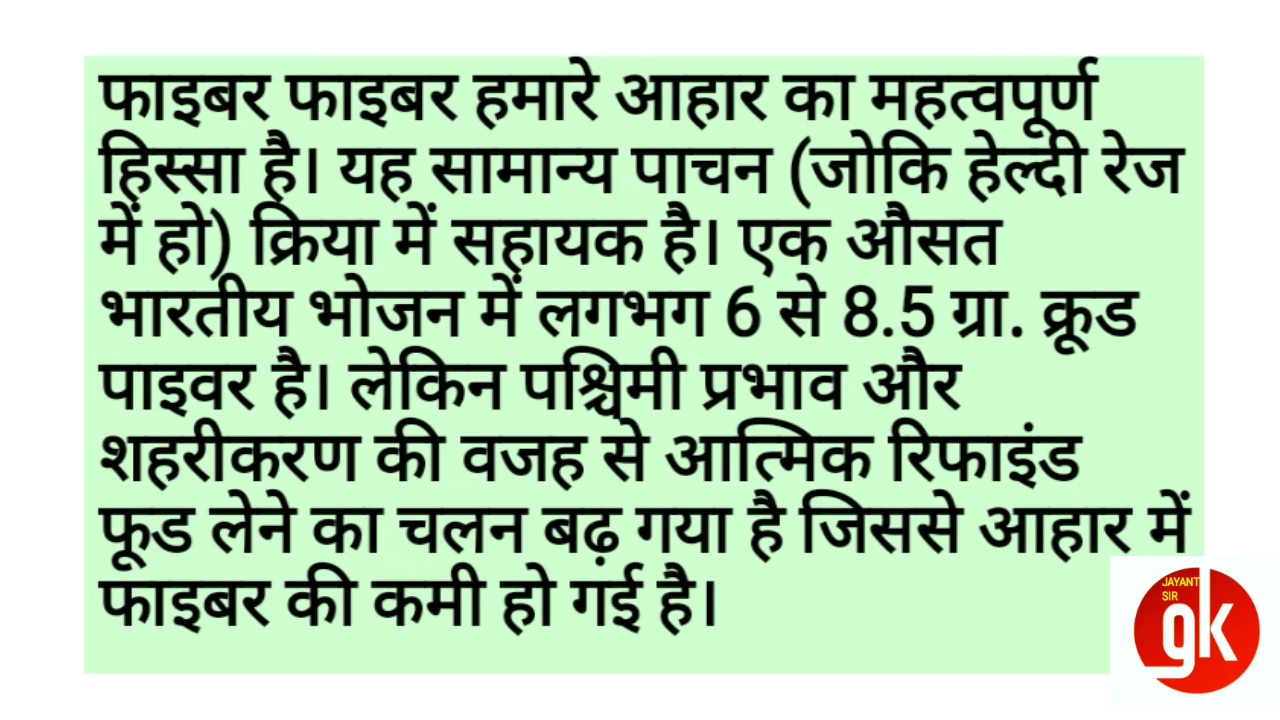 फाइबर फाइबर हमारे आहार का महत्वपूर्ण
हिस्सा है। यह सामान्य पाचन (जोकि हेल्दी रेज
में हो) क्रिया में सहायक है। एक औसत
भारतीय भोजन में लगभग 6 से 8.5 ग्रा. क्रूड
पाइवर है। लेकिन पश्चिमी प्रभाव और
शहरीकरण की वजह से आत्मिक रिफाइंड
फूड लेने का चलन बढ़ गया है जिससे आहार में
फाइबर की कमी हो गई है।
JAYANT
SIR
gk